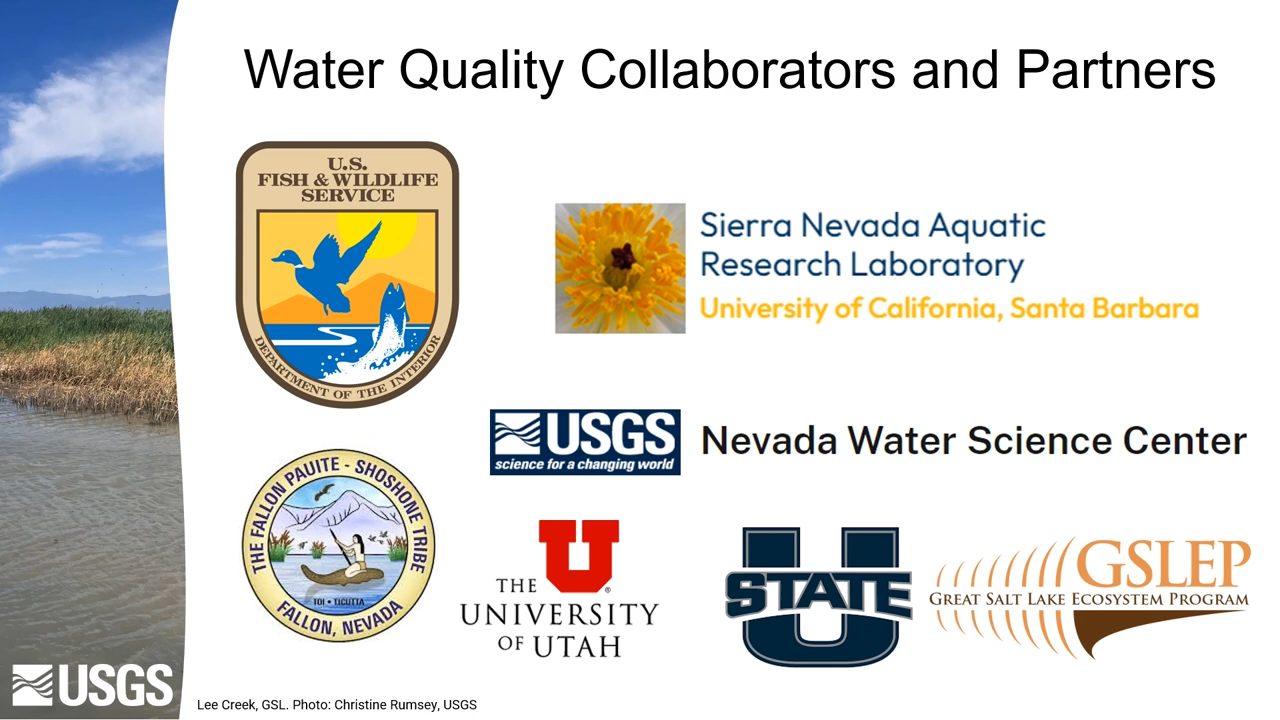 Water Quality Collaborators and Partners
U.S.
FISH & WILDLIFE
SERVICE
DEPARTMENT OF THE INTERIOR
Sierra Nevada Aquatic
Research Laboratory
University of California, Santa Barbara
USGS
science for a changing world
Nevada Water Science Center
THE FALLON PAUITE - SHOSHONE TRIBE
TOI • TICUTTA
FALLON, NEVADA
U
®
THE
UNIVERSITY
OF UTAH
U
STATE
GSLEP
GREAT SALT LAKE ECOSYSTEM PROGRAM
USGS
Lee Creek, GSL. Photo: Christine Rumsey, USGS